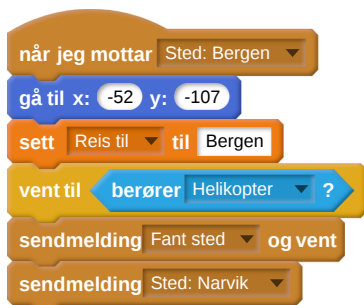 når jeg mottar Sted: Bergen
gå til x: -52 y: -107
sett Reis til til Bergen
vent til berører Helikopter ?
sendmelding Fant sted og vent
sendmelding Sted: Narvik